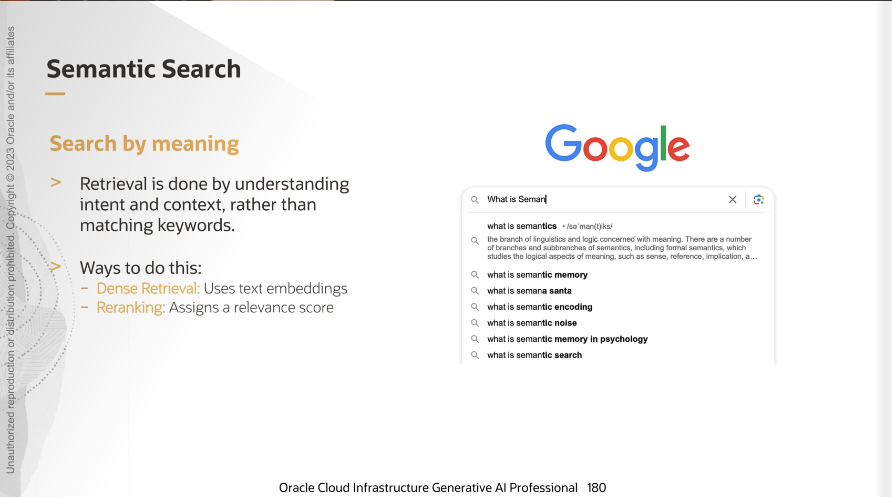 Semantic Search
Search by meaning
> Retrieval is done by understanding
intent and context, rather than
matching keywords.
> Ways to do this:
– Dense Retrieval: Uses text embeddings
– Reranking: Assigns a relevance score
Google
What is Seman
what is semantics • /səˈman(t)iks/
the branch of linguistics and logic concerned with meaning. There are a number
of branches and subbranches of semantics, including formal semantics, which
studies the logical aspects of meaning, such as sense, reference, implication, a...
what is semantic memory
what is semana santa
what is semantic encoding
what is semantic noise
what is semantic memory in psychology
what is semantic search
Oracle Cloud Infrastructure Generative AI Professional 180
Unauthorized reproduction or distribution prohibited. Copyright © 2023 Oracle and/or its affiliates